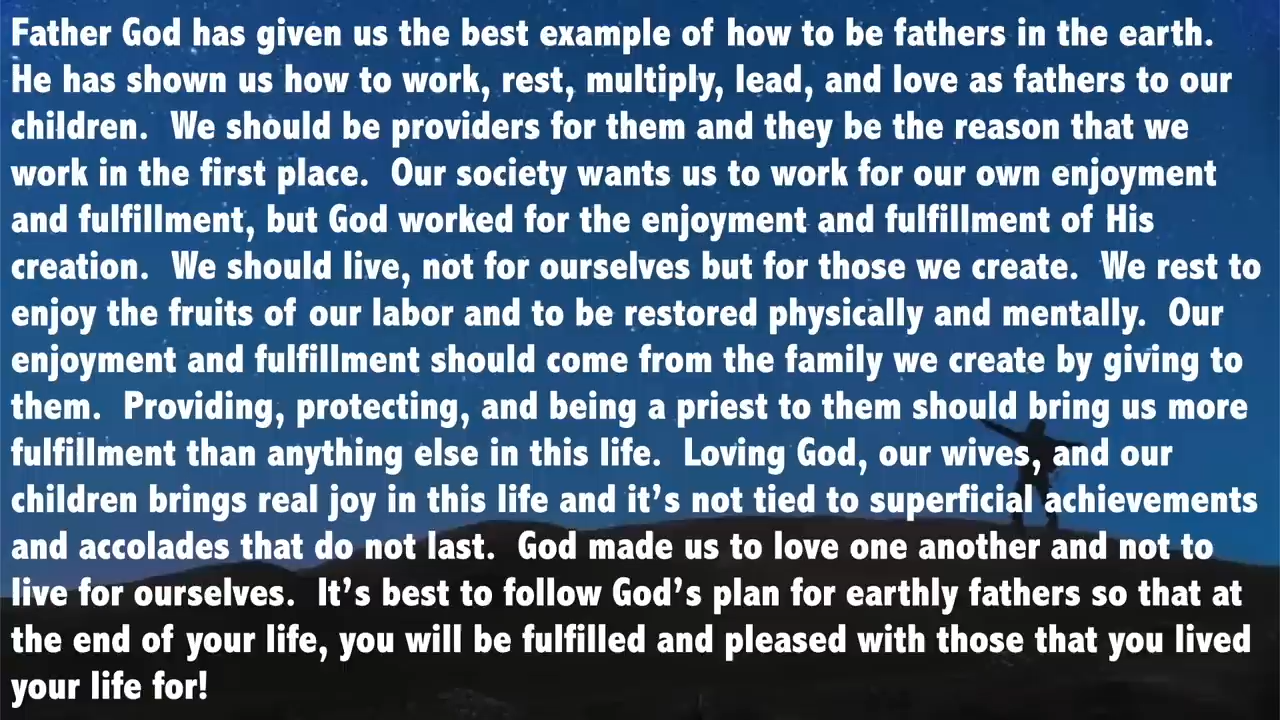 Father God has given us the best example of how to be fathers in the earth.
He has shown us how to work, rest, multiply, lead, and love as fathers to our
children.  We should be providers for them and they be the reason that we
work in the first place.  Our society wants us to work for our own enjoyment
and fulfillment, but God worked for the enjoyment and fulfillment of His
creation.  We should live, not for ourselves but for those we create.  We rest to
enjoy the fruits of our labor and to be restored physically and mentally.  Our
enjoyment and fulfillment should come from the family we create by giving to
them.  Providing, protecting, and being a priest to them should bring us more
fulfillment than anything else in this life.  Loving God, our wives, and our
children brings real joy in this life and it’s not tied to superficial achievements
and accolades that do not last.  God made us to love one another and not to
live for ourselves.  It’s best to follow God’s plan for earthly fathers so that at
the end of your life, you will be fulfilled and pleased with those that you lived
your life for!